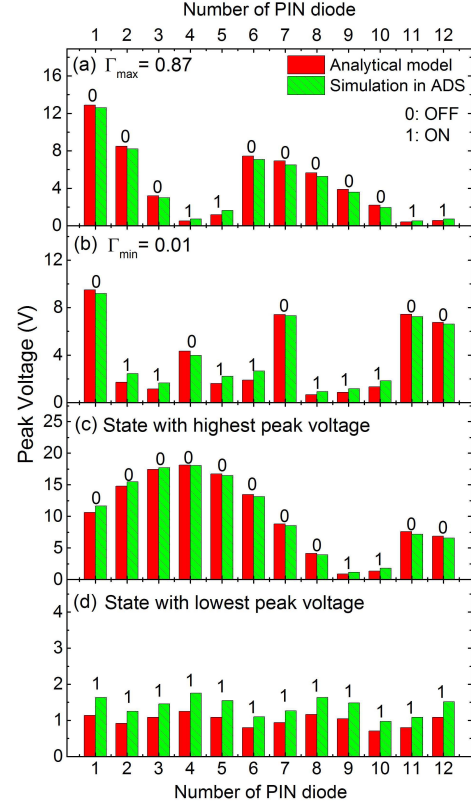 Number of PIN diode
1 2 3 4 5 6 7 8 9 10 11 12
(a) Γmax = 0.87
Analytical model
Simulation in ADS
0: OFF
1: ON
16
12
8
4
0
0 0 0 1 1 0 0 0 0 0 1 1
(b) Γmin = 0.01
12
8
4
0
0 1 1 0 1 1 0 1 1 1 0 0
Peak Voltage (V)
(c) State with highest peak voltage
25
20
15
10
5
0
0 0 0 0 0 0 0 0 1 1 0 0
(d) State with lowest peak voltage
4
3
2
1
0
1 1 1 1 1 1 1 1 1 1 1 1
1 2 3 4 5 6 7 8 9 10 11 12
Number of PIN diode